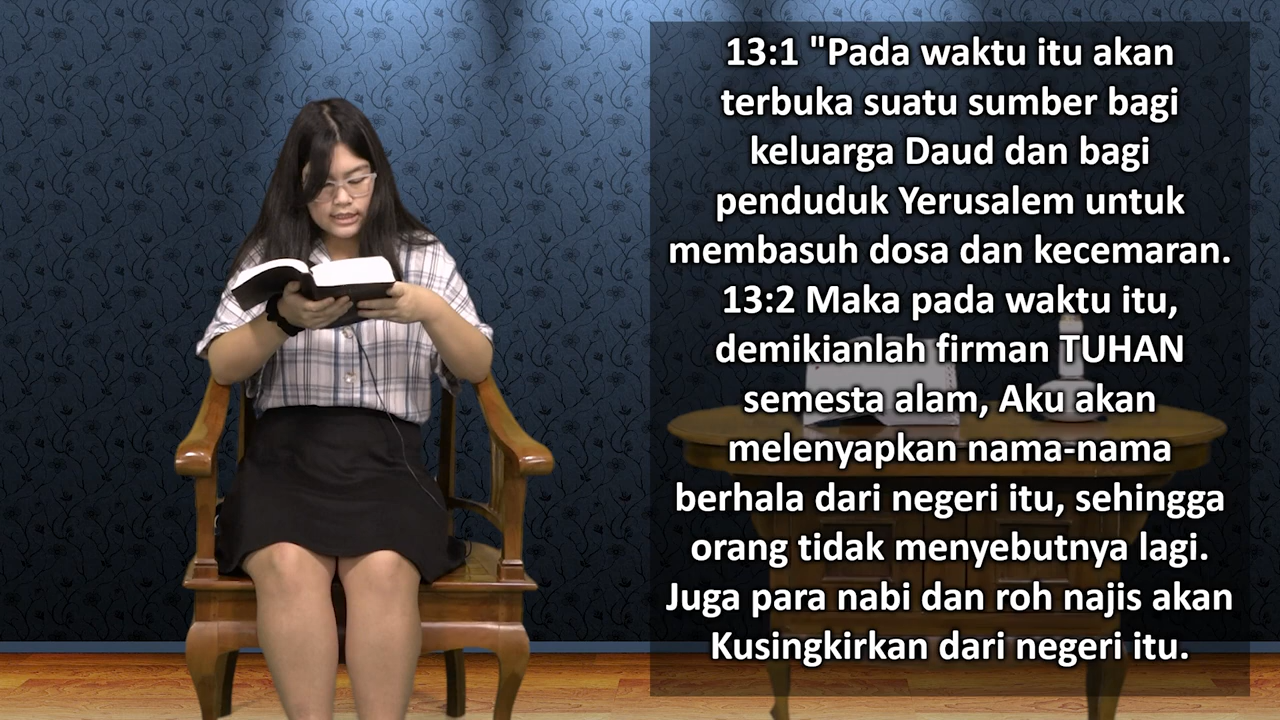 13:1 "Pada waktu itu akan
terbuka suatu sumber bagi
keluarga Daud dan bagi
penduduk Yerusalem untuk
membasuh dosa dan kecemaran.
13:2 Maka pada waktu itu,
demikianlah firman TUHAN
semesta alam, Aku akan
melenyapkan nama-nama
berhala dari negeri itu, sehingga
orang tidak menyebutnya lagi.
Juga para nabi dan roh najis akan
Kusingkirkan dari negeri itu.